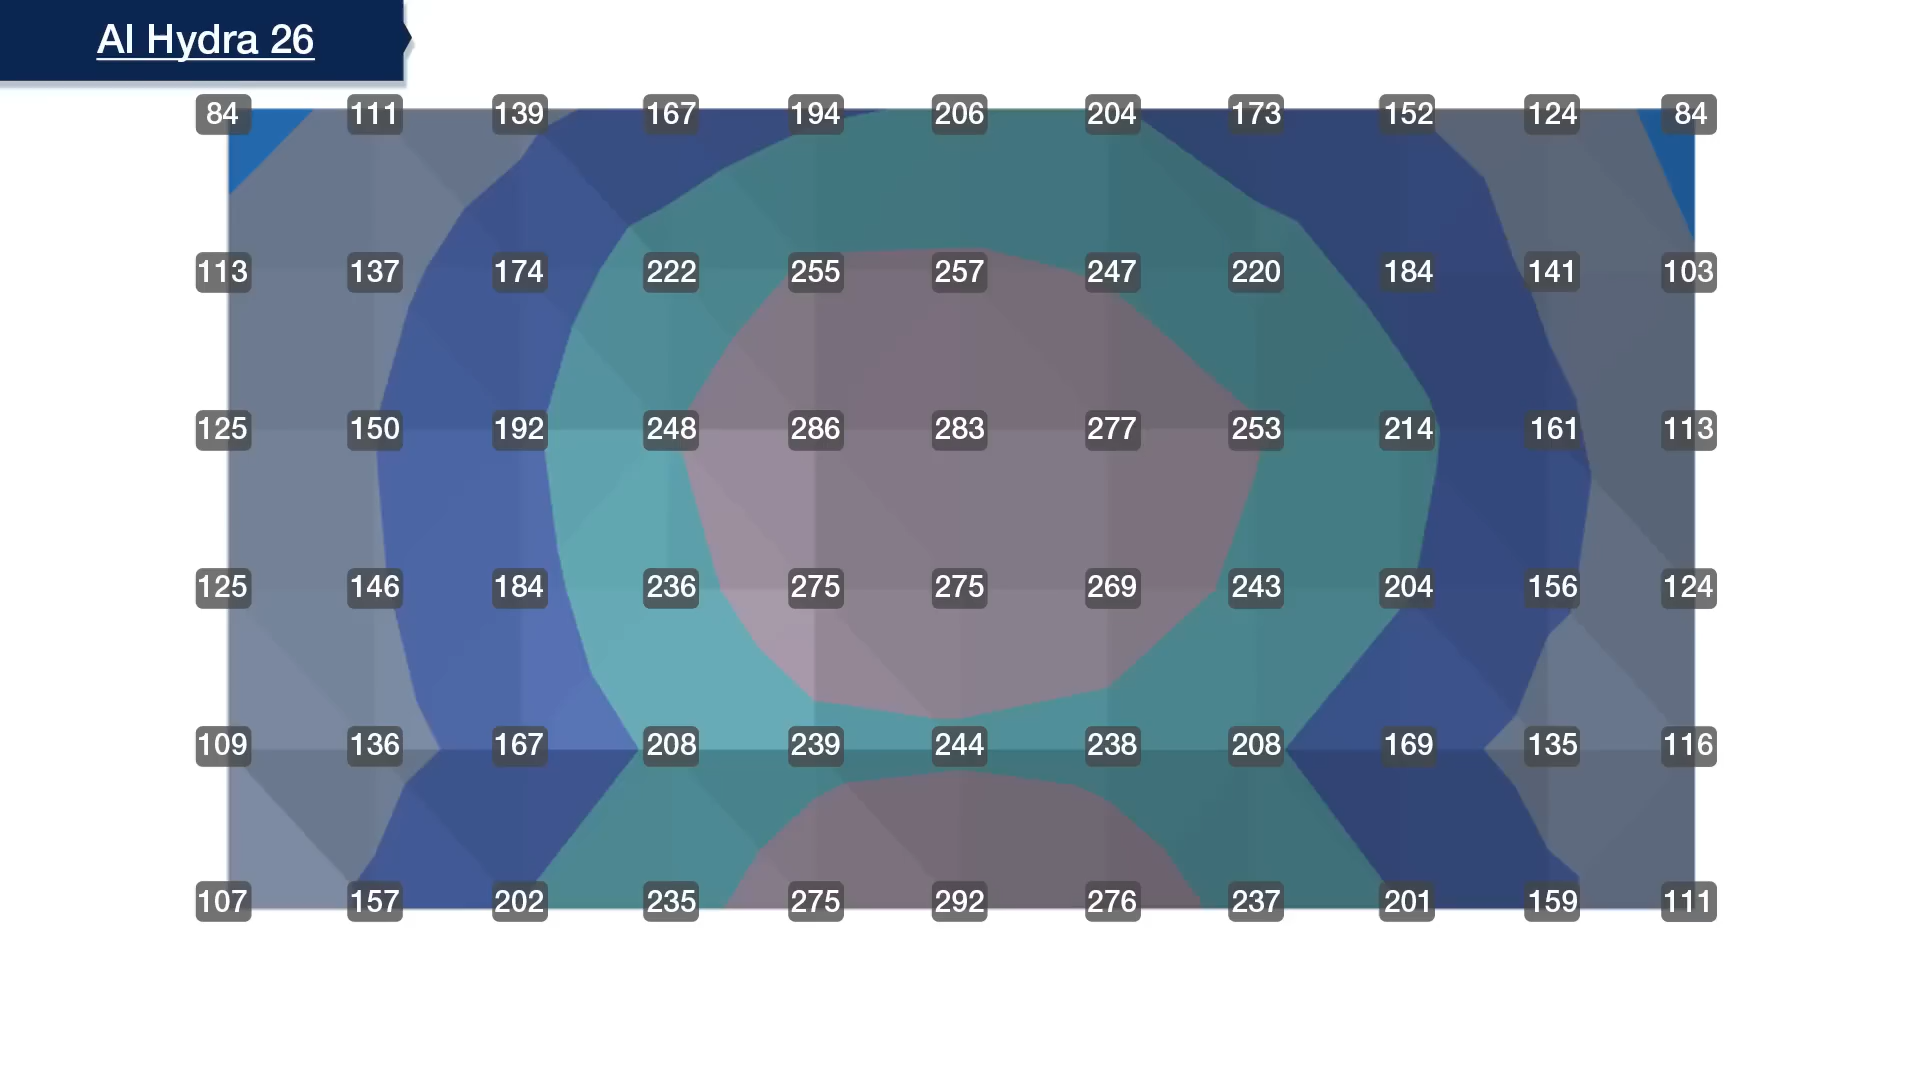 AI Hydra 26
84 111 139 167 194 206 204 173 152 124 84
113 137 174 222 255 257 247 220 184 141 103
125 150 192 248 286 283 277 253 214 161 113
125 146 184 236 275 275 269 243 204 156 124
109 136 167 208 239 244 238 208 169 135 116
107 157 202 235 275 292 276 237 201 159 111